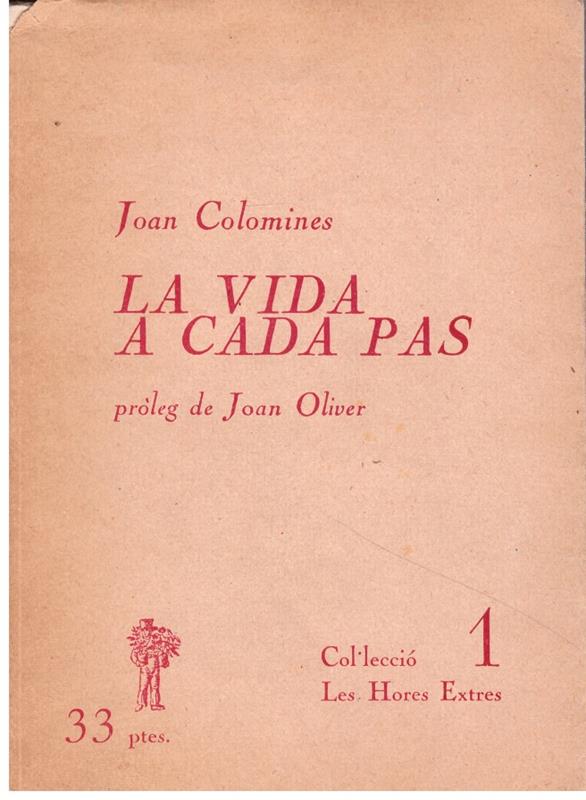 Joan Colomines
LA VIDA
A CADA PAS
pròleg de Joan Oliver
Col·lecció 1
Les Hores Extres
33 ptes.